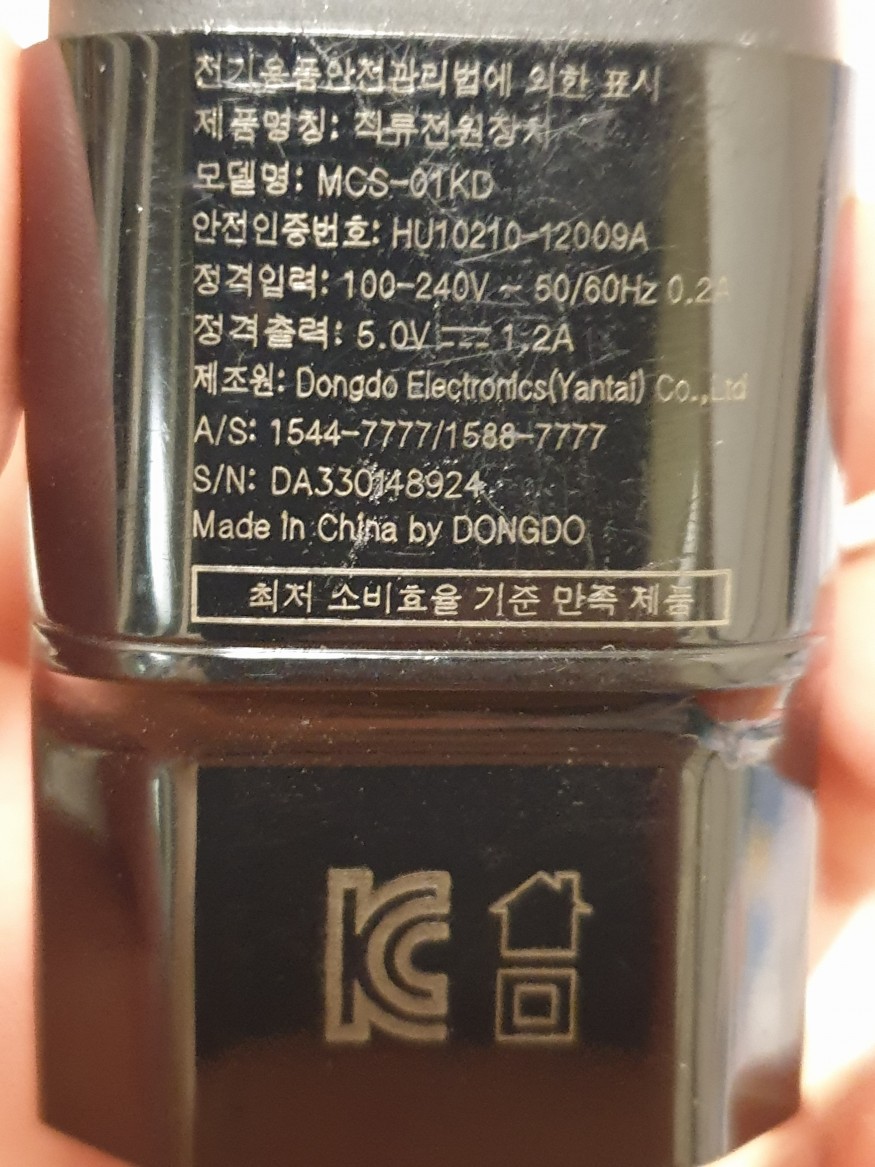 전기용품안전관리법에 의한 표시
제품명칭: 직류전원장치
모델명: MCS-01KD
안전인증번호: HU10210-12009A
정격입력: 100-240V ~ 50/60Hz 0.2A
정격출력: 5.0V ⎓ 1.2A
제조원: Dongdo Electronics(Yantai) Co.,Ltd
A/S: 1544-7777/1588-7777
S/N: DA330148924
Made in China by DONGDO
최저 소비효율 기준 만족 제품
KC